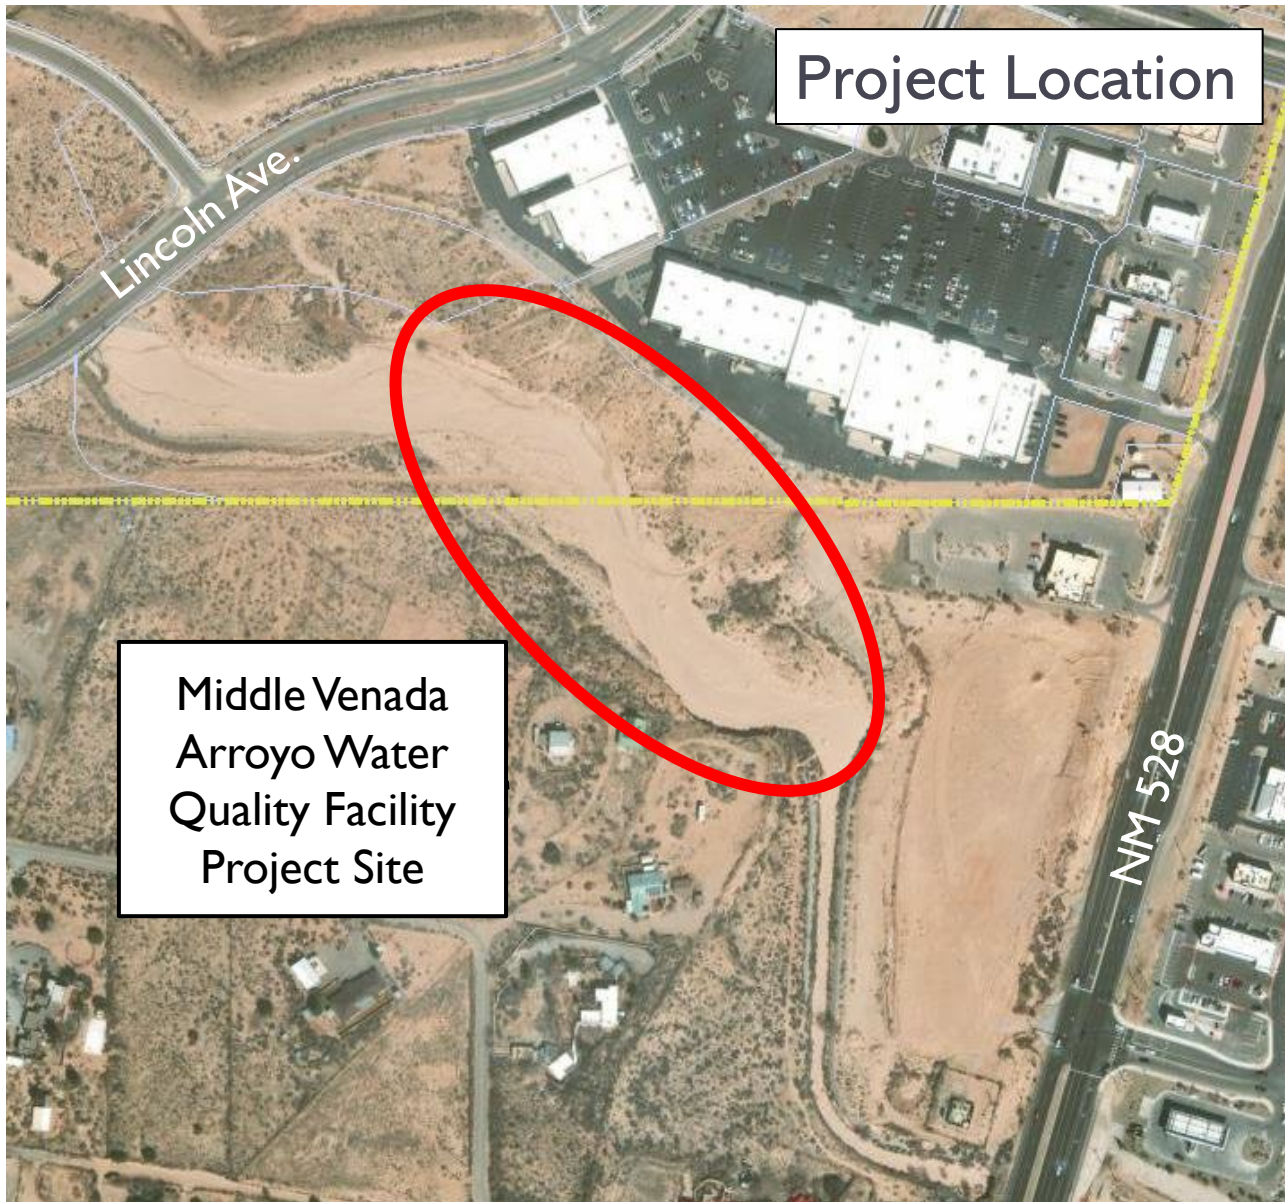 Project Location
Lincoln Ave.
Middle Venada
Arroyo Water
Quality Facility
Project Site
NM 528